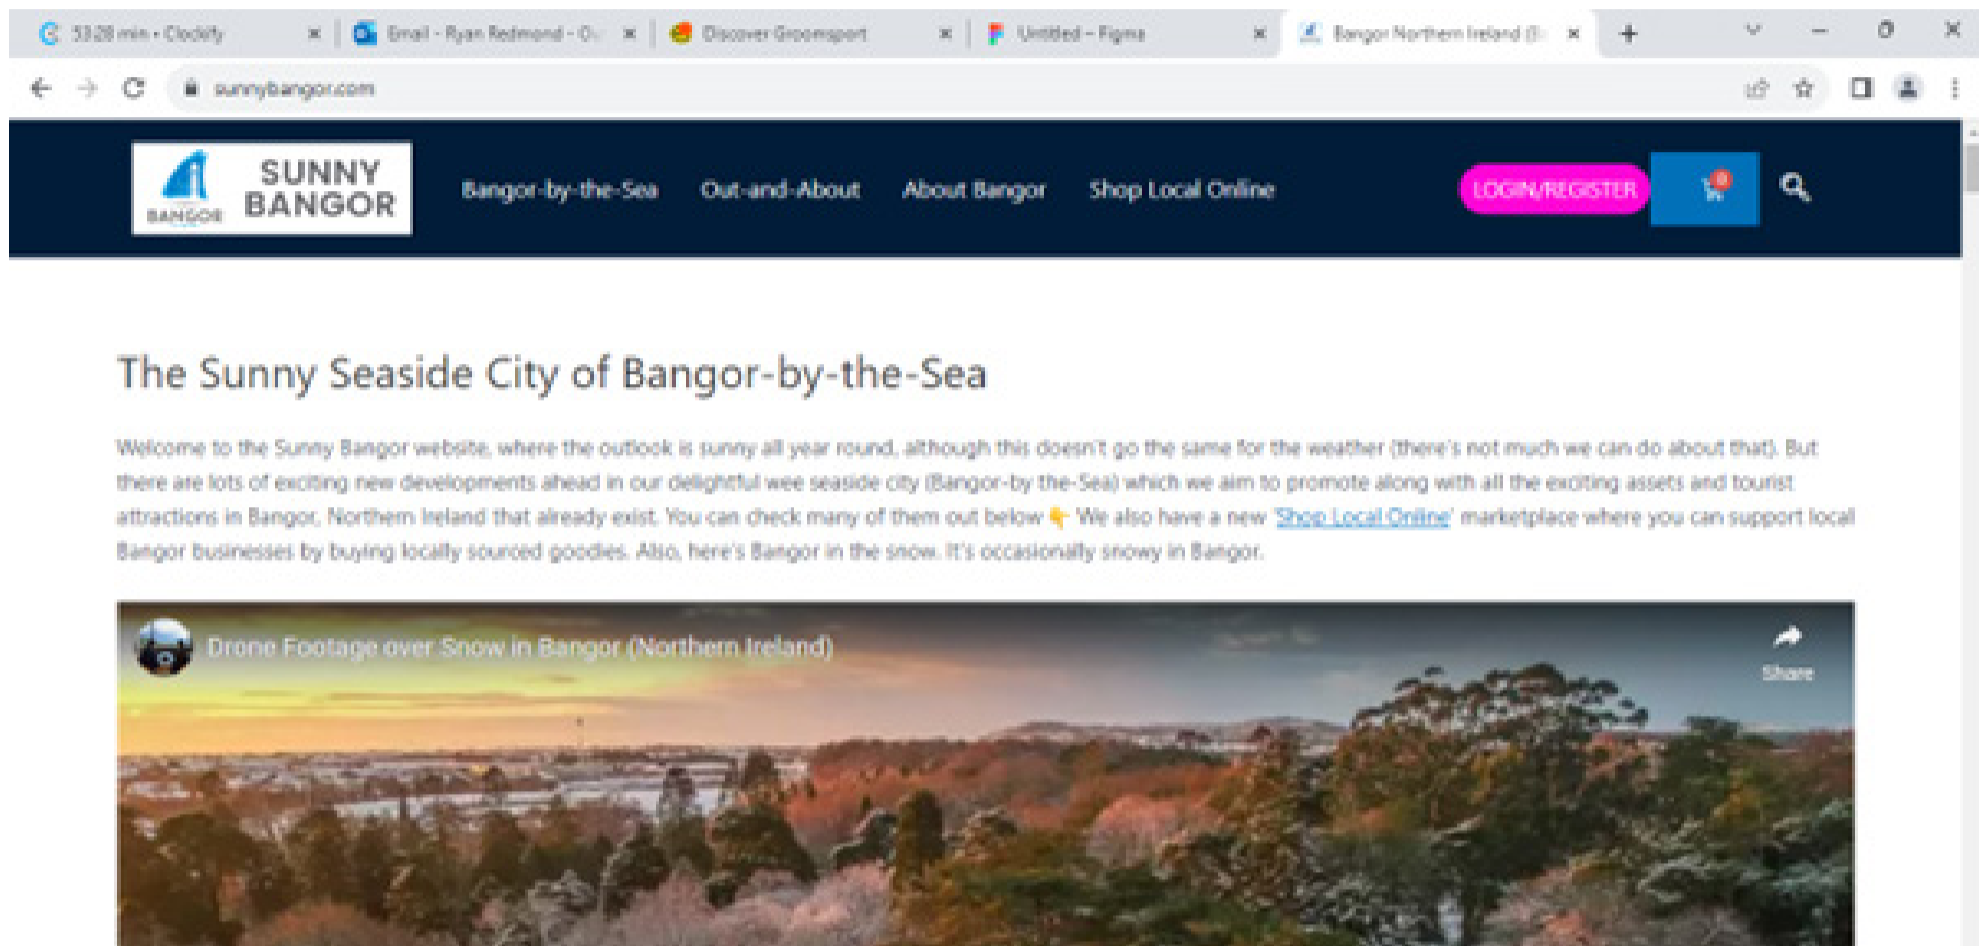 53:28 min • Clockify
Email - Ryan Redmond - Ou
Discover Groomsport
Untitled – Figma
Bangor Northern Ireland (B
sunnybangor.com
BANGOR
SUNNY
BANGOR
Bangor-by-the-Sea
Out-and-About
About Bangor
Shop Local Online
LOGIN/REGISTER
0
The Sunny Seaside City of Bangor-by-the-Sea
Welcome to the Sunny Bangor website, where the outlook is sunny all year round, although this doesn't go the same for the weather (there's not much we can do about that). But
there are lots of exciting new developments ahead in our delightful wee seaside city (Bangor-by the-Sea) which we aim to promote along with all the exciting assets and tourist
attractions in Bangor, Northern Ireland that already exist. You can check many of them out below 👇 We also have a new 'Shop Local Online' marketplace where you can support local
Bangor businesses by buying locally sourced goodies. Also, here's Bangor in the snow. It's occasionally snowy in Bangor.
Drone Footage over Snow in Bangor (Northern Ireland)
Share